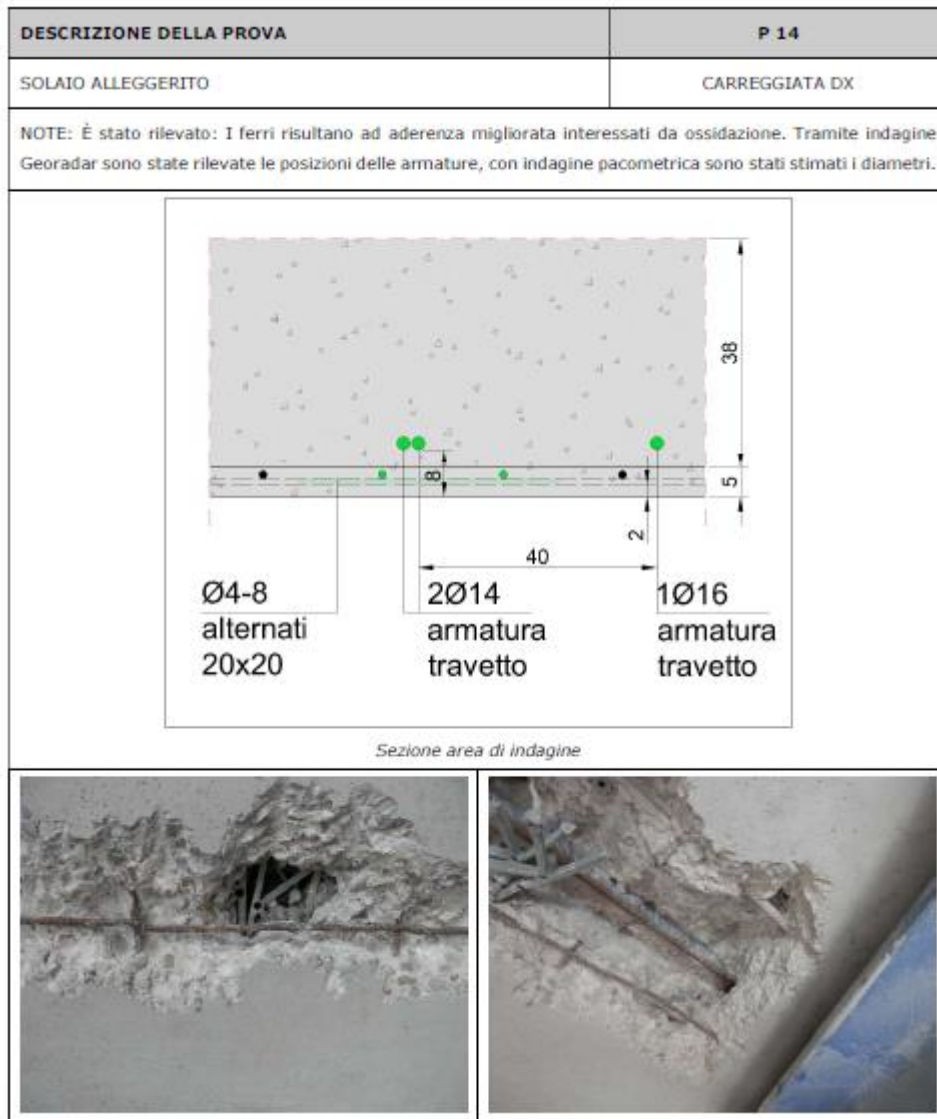 DESCRIZIONE DELLA PROVA
P 14
SOLAIO ALLEGGERITO
CARREGGIATA DX
NOTE: È stato rilevato: I ferri risultano ad aderenza migliorata interessati da ossidazione. Tramite indagine
Georadar sono state rilevate le posizioni delle armature, con indagine pacometrica sono stati stimati i diametri.
38
8
5
2
40
Ø4-8
alternati
20x20
2Ø14
armatura
travetto
1Ø16
armatura
travetto
Sezione area di indagine